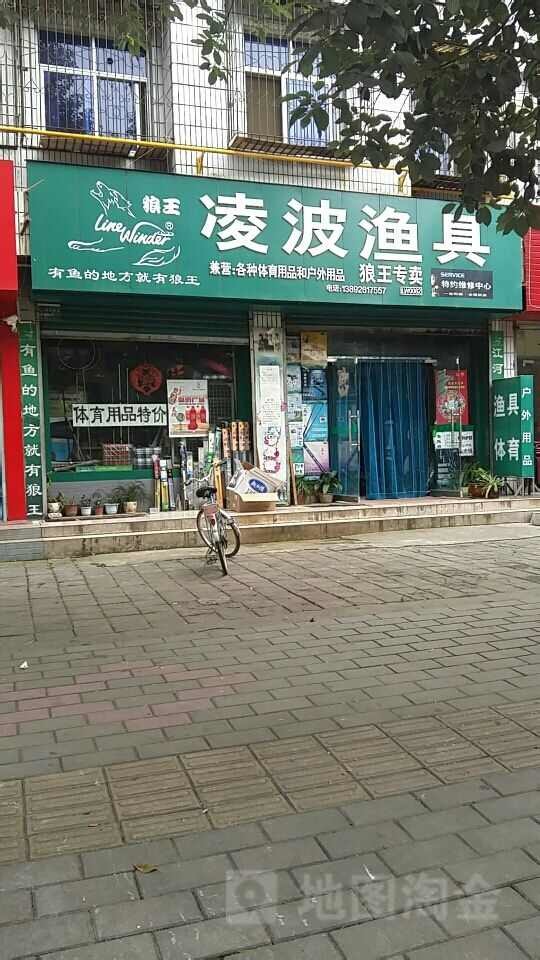 狼王
Line Winder®
有鱼的地方就有狼王
凌波渔具
兼营:各种体育用品和户外用品
狼王专卖
电话:13892817557
LW0062
SERVICE
特约维修中心
有鱼的地方就有狼
体育用品特价
江河
渔具
体育
户外用品
地图淘金